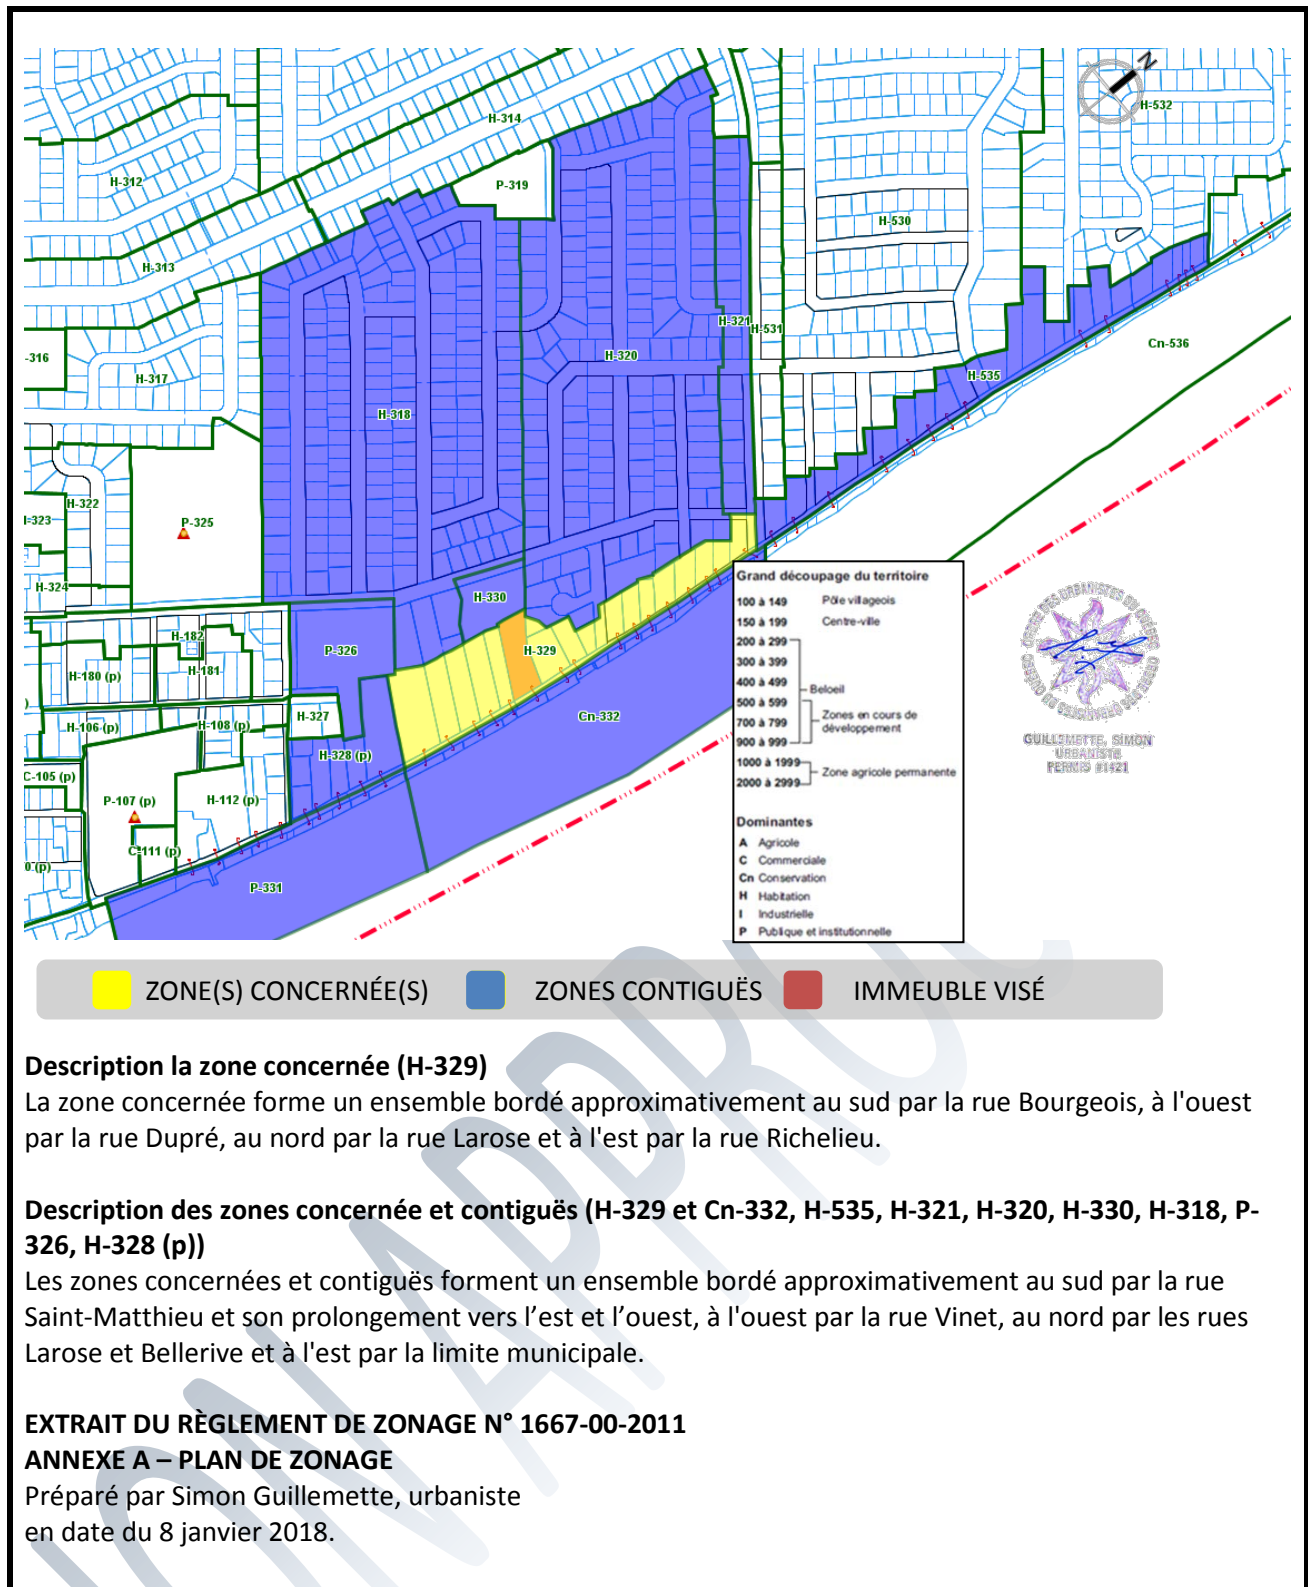 N
H-532
H-314
H-312
P-319
H-530
H-313
H-321
H-531
Cn-536
-316
H-320
H-317
H-535
H-318
H-322
H-323
P-325
H-324
H-330
H-182
P-326
H-329
H-180 (p)
H-181
H-327
Cn-332
H-106 (p)
H-108 (p)
H-328 (p)
C-105 (p)
P-107 (p)
H-112 (p)
C-111 (p)
0 (p)
P-331
Grand découpage du territoire
100 à 149 Pôle villageois
150 à 199 Centre-ville
200 à 299
300 à 399
400 à 499 Beloeil
500 à 599
700 à 799 Zones en cours de développement
900 à 999
1000 à 1999 Zone agricole permanente
2000 à 2999
Dominantes
A Agricole
C Commerciale
Cn Conservation
H Habitation
I Industrielle
P Publique et institutionnelle
ORDRE DES URBANISTES DU QUÉBEC
GUILLEMETTE, SIMON
URBANISTE
PERMIS #1421
ZONE(S) CONCERNÉE(S) ZONES CONTIGUËS IMMEUBLE VISÉ
Description la zone concernée (H-329)
La zone concernée forme un ensemble bordé approximativement au sud par la rue Bourgeois, à l'ouest
par la rue Dupré, au nord par la rue Larose et à l'est par la rue Richelieu.
Description des zones concernée et contiguës (H-329 et Cn-332, H-535, H-321, H-320, H-330, H-318, P-
326, H-328 (p))
Les zones concernées et contiguës forment un ensemble bordé approximativement au sud par la rue
Saint-Matthieu et son prolongement vers l’est et l’ouest, à l'ouest par la rue Vinet, au nord par les rues
Larose et Bellerive et à l'est par la limite municipale.
EXTRAIT DU RÈGLEMENT DE ZONAGE N° 1667-00-2011
ANNEXE A – PLAN DE ZONAGE
Préparé par Simon Guillemette, urbaniste
en date du 8 janvier 2018.